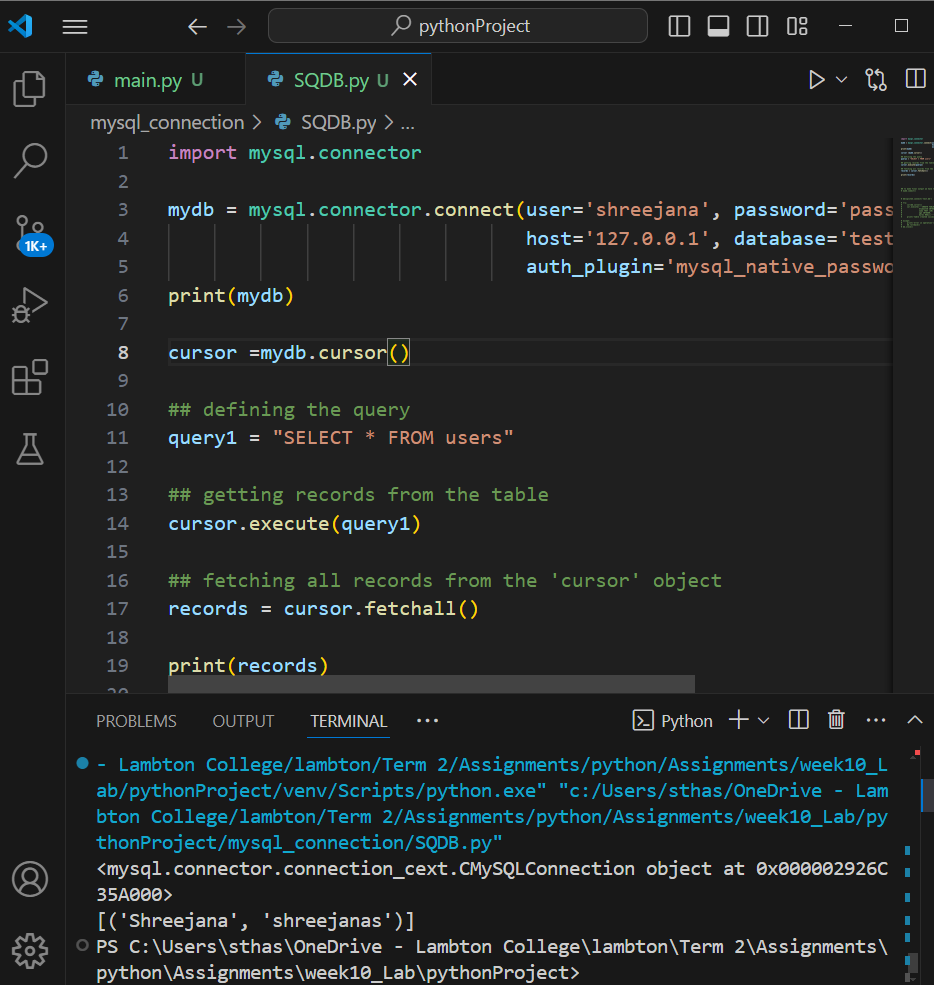 pythonProject
main.py U
SQDB.py U
mysql_connection > SQDB.py > ...
1 import mysql.connector
2
3 mydb = mysql.connector.connect(user='shreejana', password='pass
4 host='127.0.0.1', database='test
5 auth_plugin='mysql_native_passwo
6 print(mydb)
7
8 cursor =mydb.cursor()
9
10 ## defining the query
11 query1 = "SELECT * FROM users"
12
13 ## getting records from the table
14 cursor.execute(query1)
15
16 ## fetching all records from the 'cursor' object
17 records = cursor.fetchall()
18
19 print(records)
20
1K+
PROBLEMS OUTPUT TERMINAL ... Python
- Lambton College/lambton/Term 2/Assignments/python/Assignments/week10_L
ab/pythonProject/venv/Scripts/python.exe" "c:/Users/sthas/OneDrive - Lam
bton College/lambton/Term 2/Assignments/python/Assignments/week10_Lab/py
thonProject/mysql_connection/SQDB.py"
<mysql.connector.connection_cext.CMySQLConnection object at 0x000002926C
35A000>
[('Shreejana', 'shreejanas')]
PS C:\Users\sthas\OneDrive - Lambton College\lambton\Term 2\Assignments\
python\Assignments\week10_Lab\pythonProject>